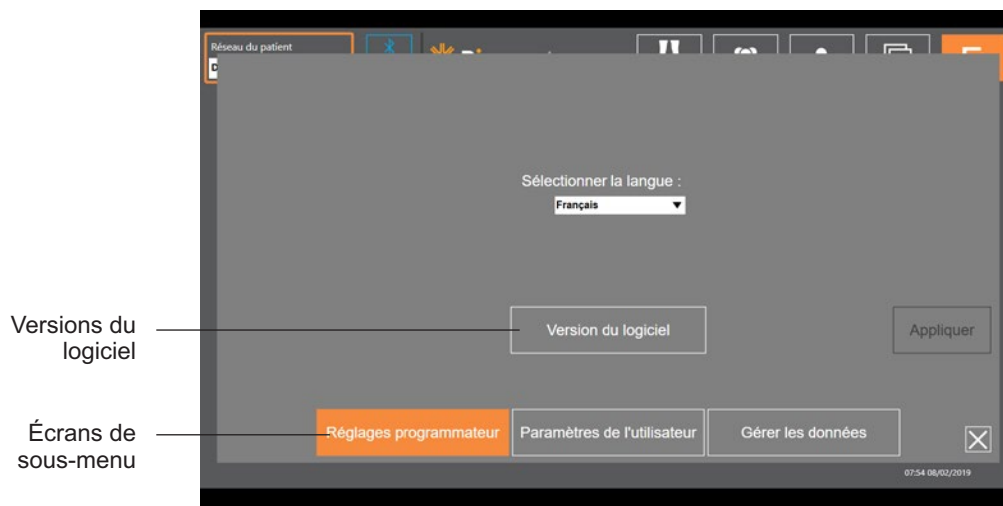 Réseau du patient
Sélectionner la langue :
Français
Versions du
logiciel
Version du logiciel
Appliquer
Écrans de
sous-menu
Réglages programmateur
Paramètres de l'utilisateur
Gérer les données
07:54 08/02/2019